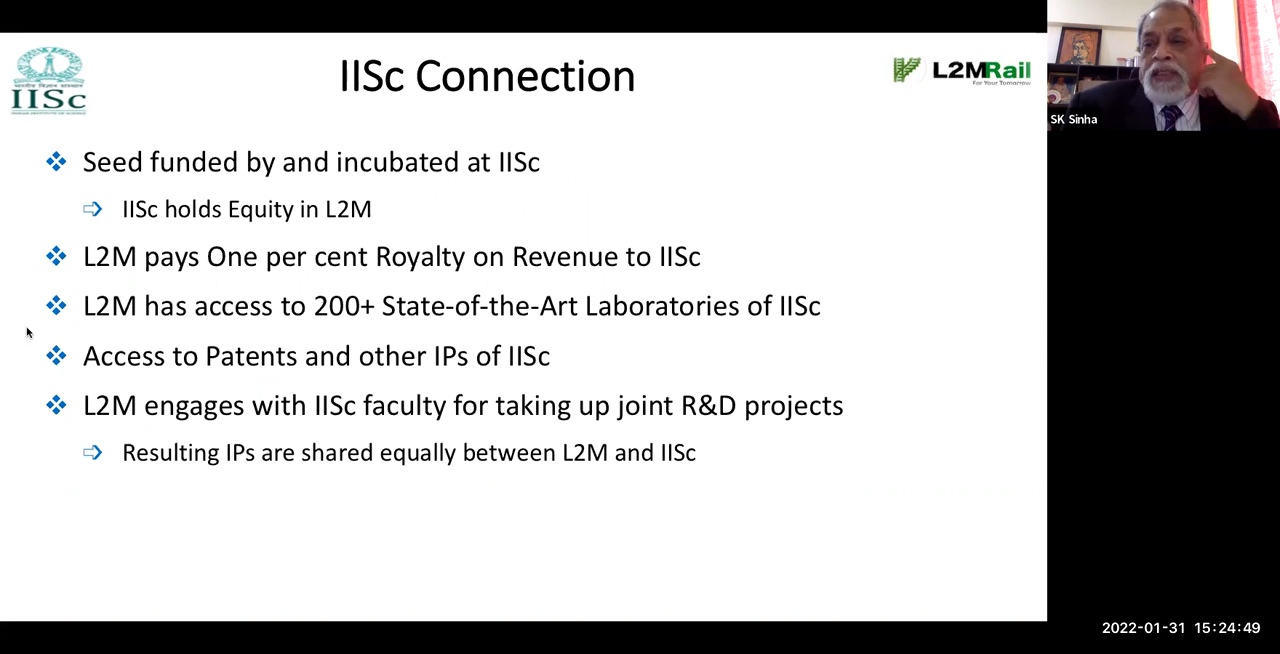 IISc
IISc Connection
L2MRail
For Your Tomorrow
Seed funded by and incubated at IISc
IISc holds Equity in L2M
L2M pays One per cent Royalty on Revenue to IISc
L2M has access to 200+ State-of-the-Art Laboratories of IISc
Access to Patents and other IPs of IISc
L2M engages with IISc faculty for taking up joint R&D projects
Resulting IPs are shared equally between L2M and IISc
SK Sinha
2022-01-31 15:24:49